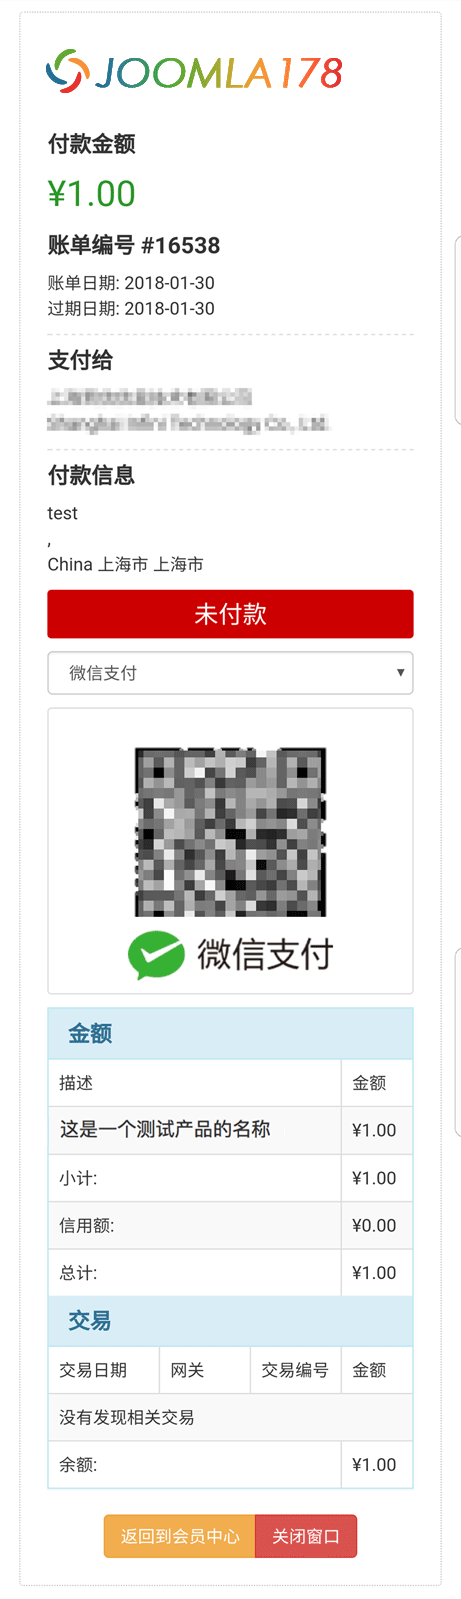 JOOMLA178
付款金额
¥1.00
账单编号 #16538
账单日期: 2018-01-30
过期日期: 2018-01-30
支付给
Shanghai Technology Co., Ltd.
付款信息
test
,
China 上海市 上海市
未付款
微信支付
微信支付
金额
描述 金额
这是一个测试产品的名称 ¥1.00
小计: ¥1.00
信用额: ¥0.00
总计: ¥1.00
交易
交易日期 网关 交易编号 金额
没有发现相关交易
余额: ¥1.00
返回到会员中心 关闭窗口